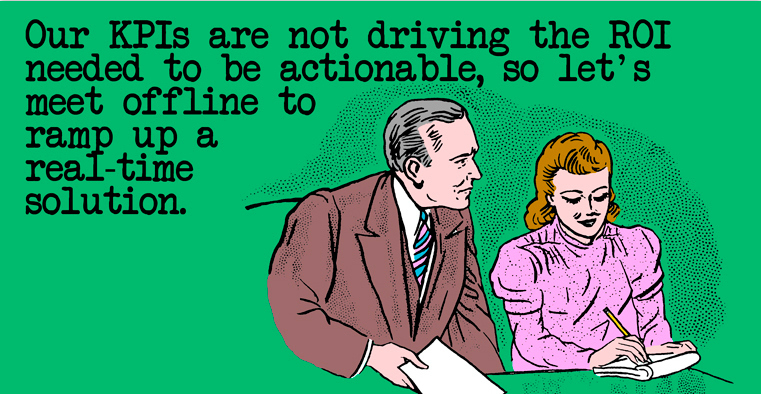 Our KPIs are not driving the ROI
needed to be actionable, so let's
meet offline to
ramp up a
real-time
solution.